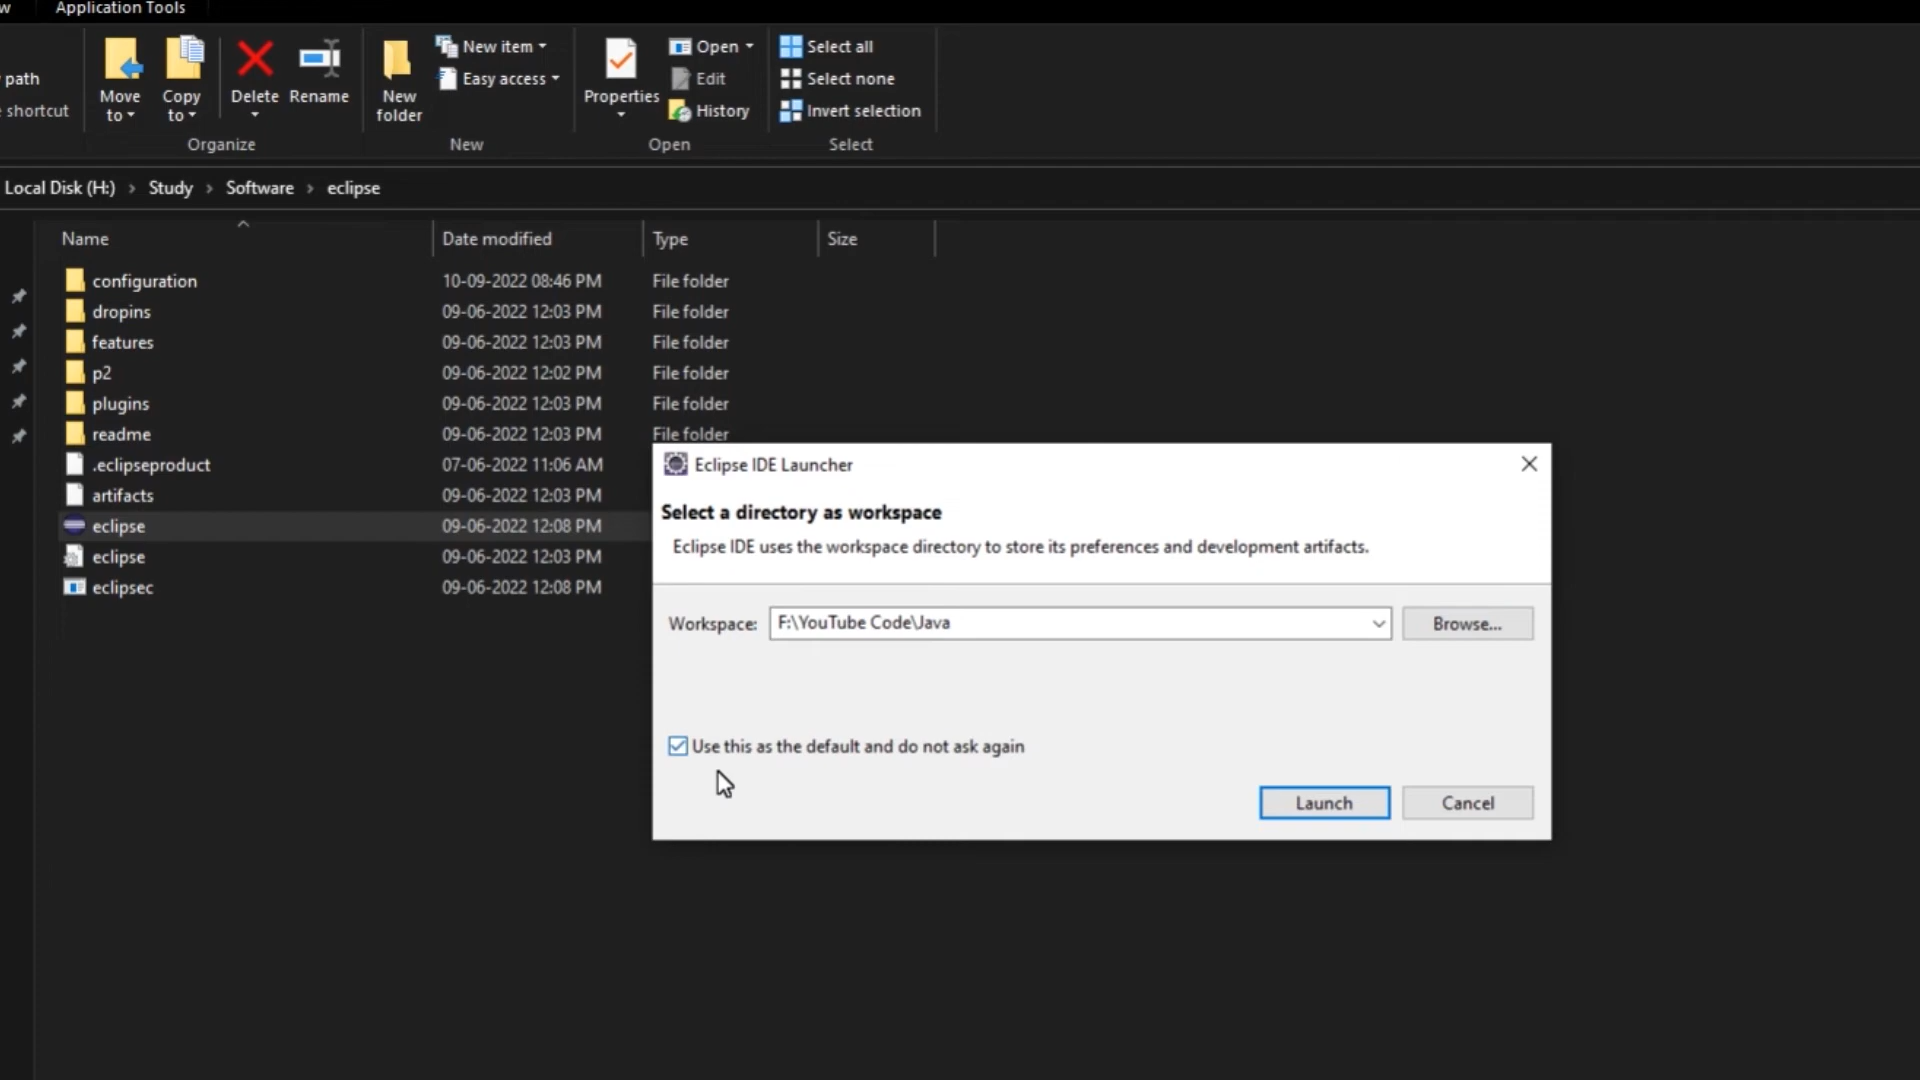 w Application Tools
path
shortcut
Move to
Copy to
Delete
Rename
New folder
New item
Easy access
Properties
Open
Edit
History
Select all
Select none
Invert selection
Organize New Open Select
Local Disk (H:) › Study › Software › eclipse
Name Date modified Type Size
configuration 10-09-2022 08:46 PM File folder
dropins 09-06-2022 12:03 PM File folder
features 09-06-2022 12:03 PM File folder
p2 09-06-2022 12:02 PM File folder
plugins 09-06-2022 12:03 PM File folder
readme 09-06-2022 12:03 PM File folder
.eclipseproduct 07-06-2022 11:06 AM
artifacts 09-06-2022 12:03 PM
eclipse 09-06-2022 12:08 PM
eclipse 09-06-2022 12:03 PM
eclipsec 09-06-2022 12:08 PM
Eclipse IDE Launcher
Select a directory as workspace
Eclipse IDE uses the workspace directory to store its preferences and development artifacts.
Workspace: F:\YouTube Code\Java Browse...
Use this as the default and do not ask again
Launch Cancel